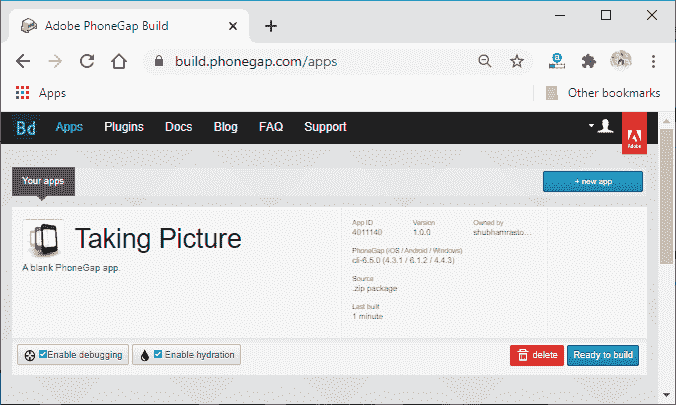 Adobe PhoneGap Build
build.phonegap.com/apps
Apps
Other bookmarks
Bd Apps Plugins Docs Blog FAQ Support
Adobe
Your apps
+ new app
Taking Picture
A blank PhoneGap app.
App ID Version Owned by
4011140 1.0.0 shubhamrasto...
PhoneGap (iOS / Android / Windows)
cli-6.5.0 (4.3.1 / 6.1.2 / 4.4.3)
Source
.zip package
Last built
1 minute
Enable debugging Enable hydration delete Ready to build